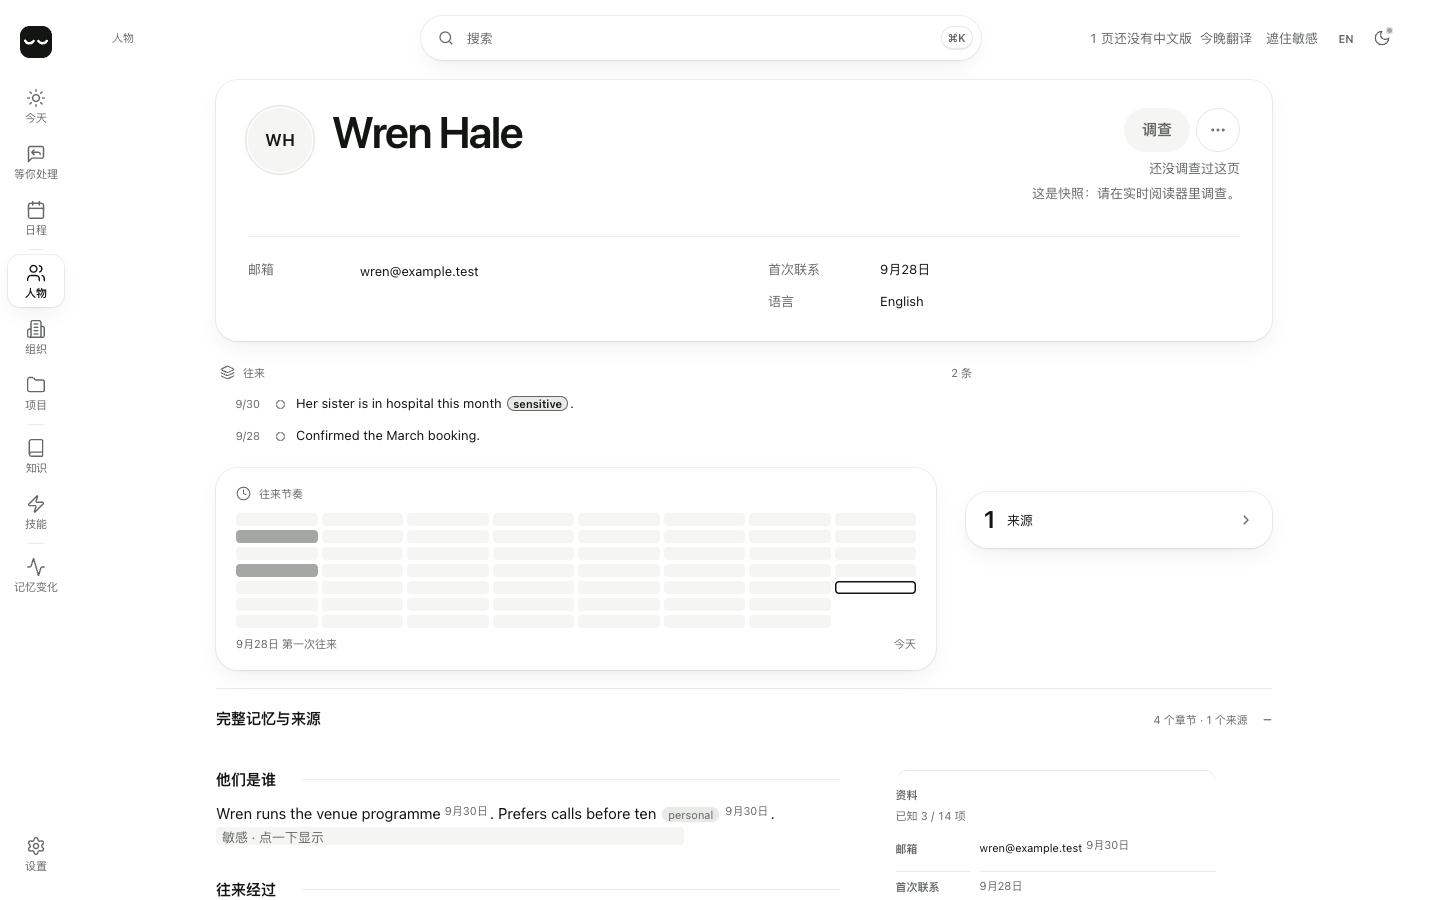 人物
搜索
⌘K
1 页还没有中文版 今晚翻译 遮住敏感 EN
今天
等你处理
日程
人物
组织
项目
知识
技能
记忆变化
设置
WH
Wren Hale
调查
还没调查过这页
这是快照：请在实时阅读器里调查。
邮箱 wren@example.test
首次联系 9月28日
语言 English
往来 2 条
9/30 Her sister is in hospital this month sensitive .
9/28 Confirmed the March booking.
往来节奏
9月28日 第一次往来 今天
1 来源
完整记忆与来源
4 个章节 · 1 个来源 −
他们是谁
Wren runs the venue programme 9月30日 . Prefers calls before ten personal 9月30日 .
敏感 · 点一下显示
往来经过
资料
已知 3 / 14 项
邮箱 wren@example.test 9月30日
首次联系 9月28日